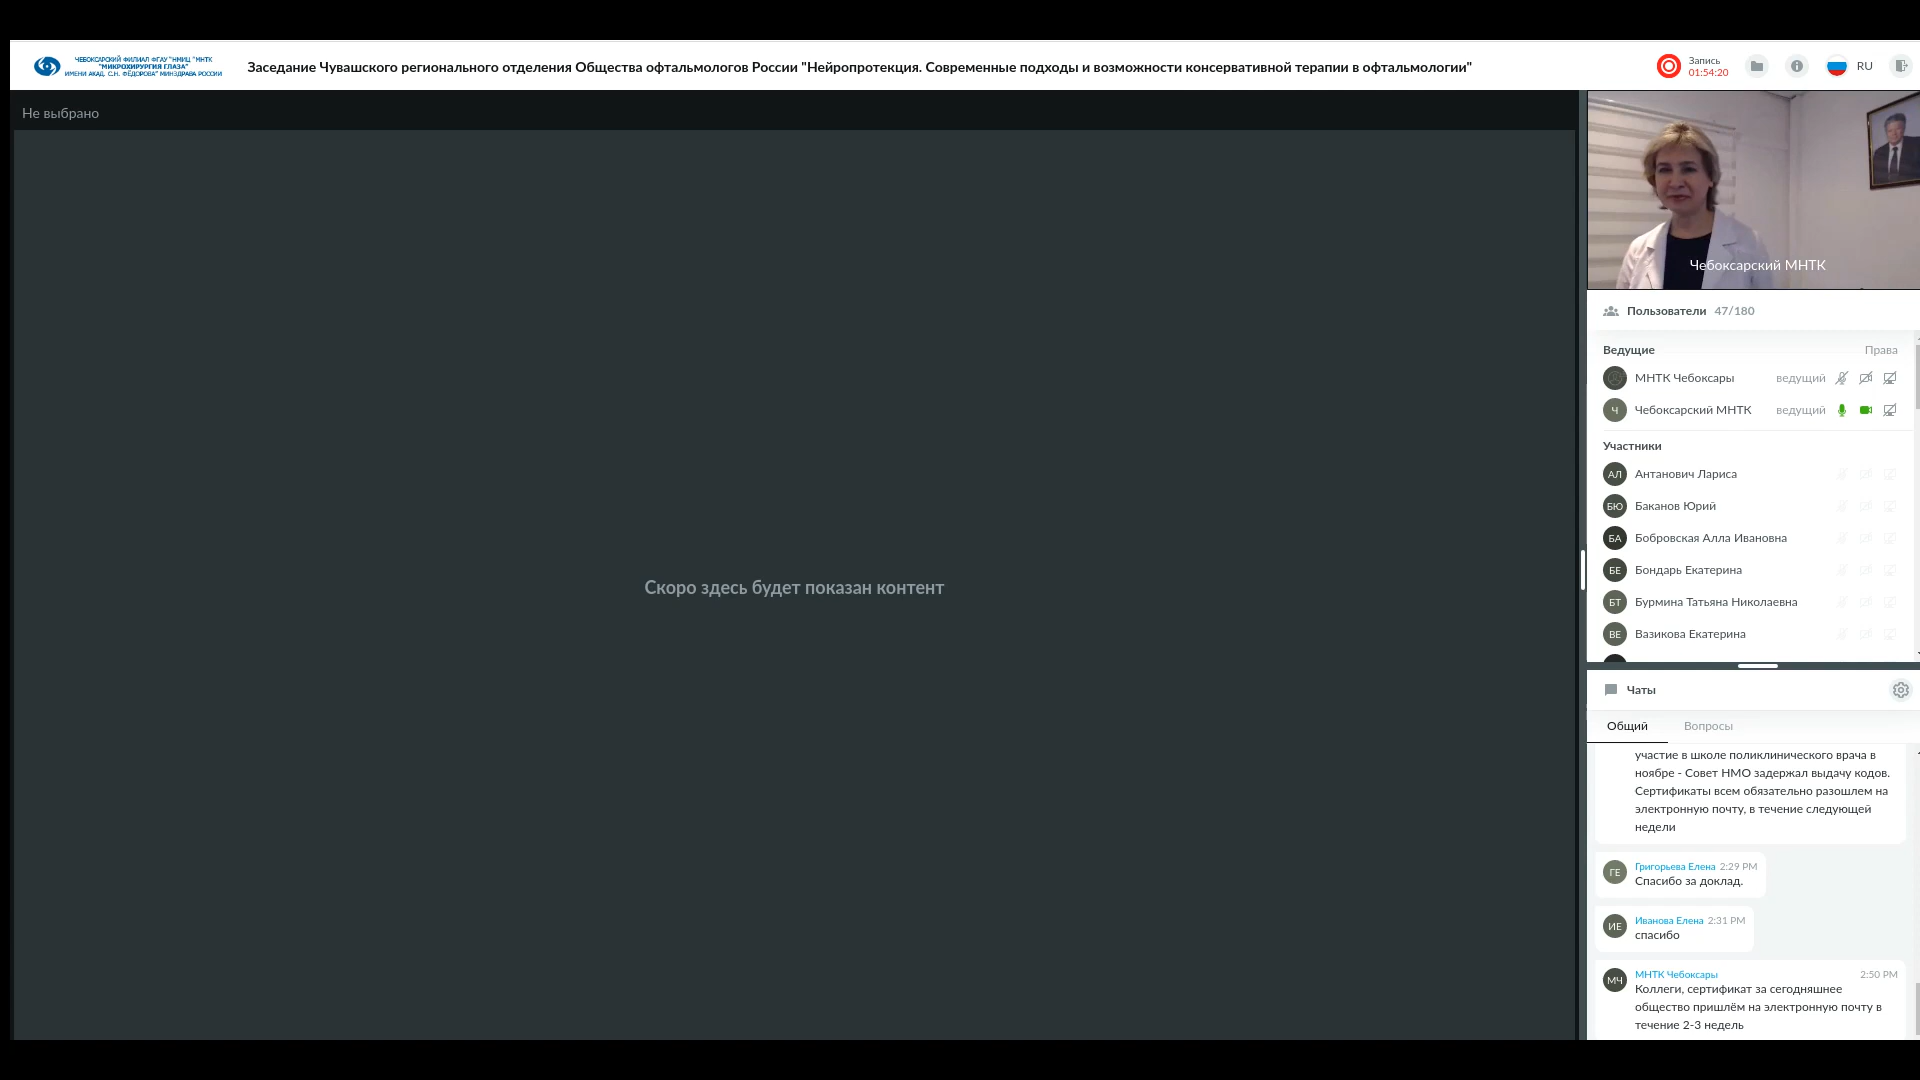 ЧЕБОКСАРСКИЙ ФИЛИАЛ ФГАУ "НМИЦ "МНТК
"МИКРОХИРУРГИЯ ГЛАЗА"
ИМЕНИ АКАД. С.Н. ФЁДОРОВА" МИНЗДРАВА РОССИИ
Заседание Чувашского регионального отделения Общества офтальмологов России "Нейропротекция. Современные подходы и возможности консервативной терапии в офтальмологии"
Запись
01:54:20
RU
Не выбрано
Скоро здесь будет показан контент
Чебоксарский МНТК
Пользователи 47/180
Ведущие Права
МНТК Чебоксары ведущий
Ч Чебоксарский МНТК ведущий
Участники
АЛ Антанович Лариса
БЮ Баканов Юрий
БА Бобровская Алла Ивановна
БЕ Бондарь Екатерина
БТ Бурмина Татьяна Николаевна
ВЕ Вазикова Екатерина
Чаты
Общий Вопросы
участие в школе поликлинического врача в
ноябре - Совет НМО задержал выдачу кодов.
Сертификаты всем обязательно разошлем на
электронную почту, в течение следующей
недели
ГЕ Григорьева Елена 2:29 PM
Спасибо за доклад.
ИЕ Иванова Елена 2:31 PM
спасибо
МЧ МНТК Чебоксары 2:50 PM
Коллеги, сертификат за сегодняшнее
общество пришлём на электронную почту в
течение 2-3 недель